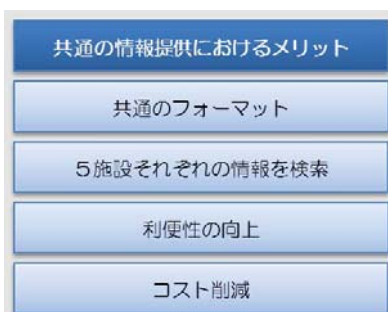 共通の情報提供におけるメリット
共通のフォーマット
５施設それぞれの情報を検索
利便性の向上
コスト削減